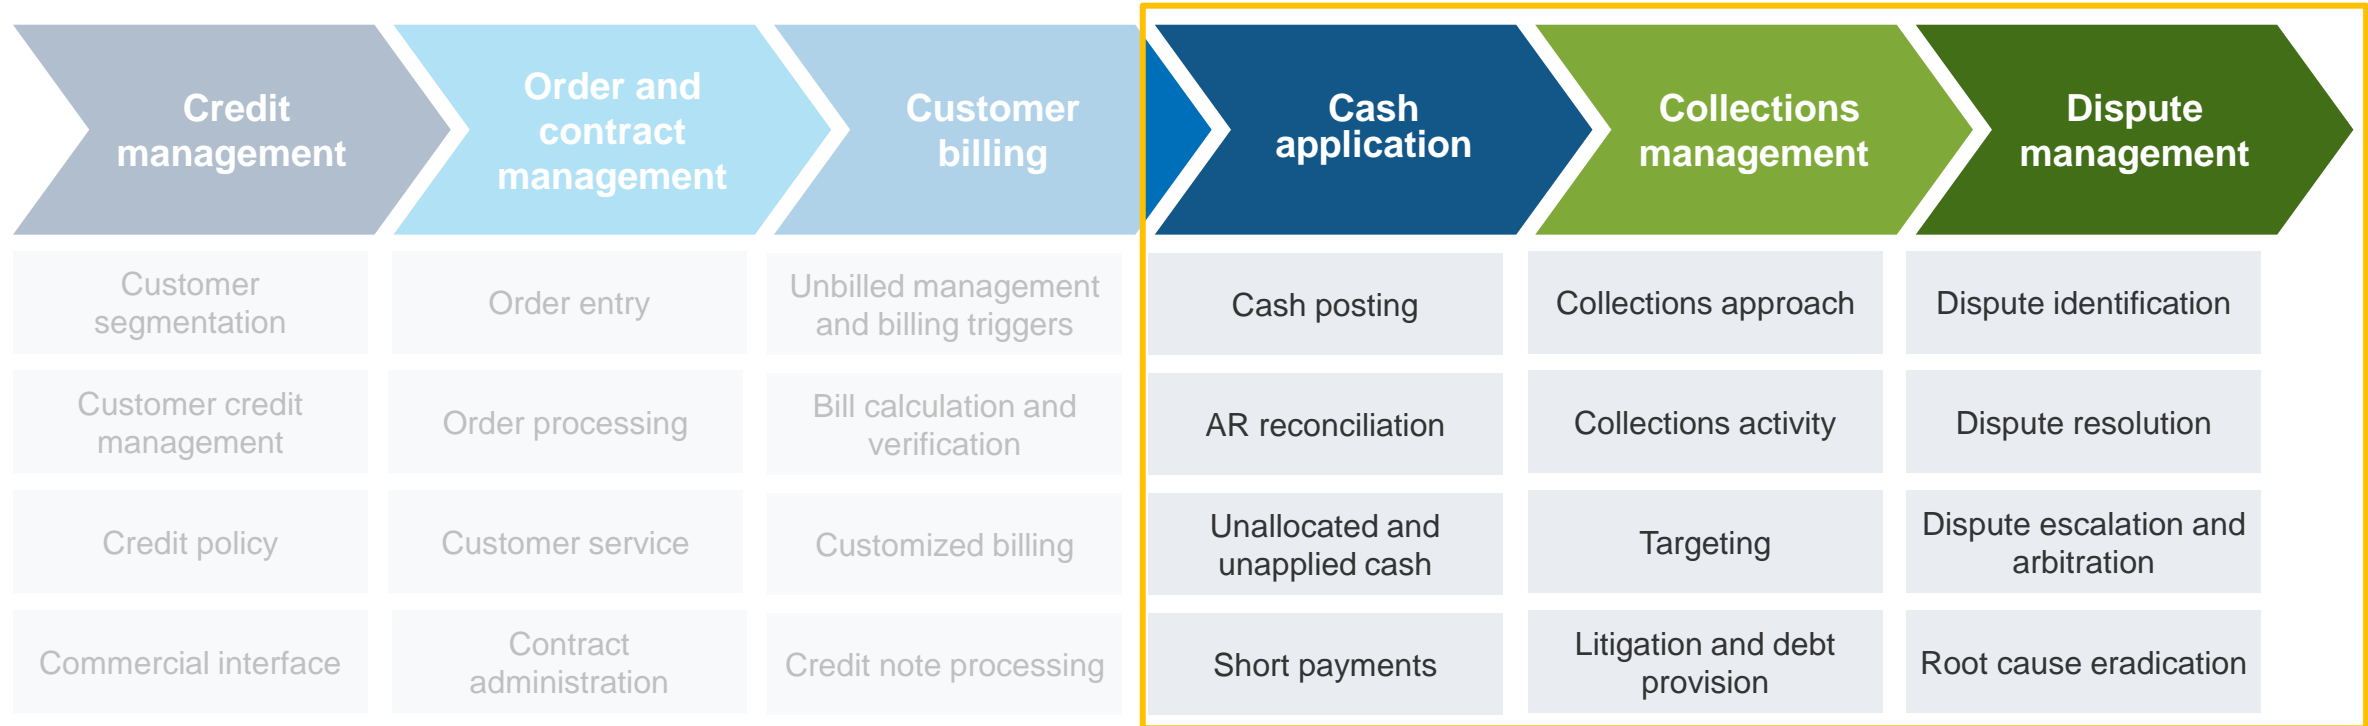 Credit
management
Order and
contract
management
Customer
billing
Cash
application
Collections
management
Dispute
management
Customer
segmentation
Order entry
Unbilled management
and billing triggers
Cash posting
Collections approach
Dispute identification
Customer credit
management
Order processing
Bill calculation and
verification
AR reconciliation
Collections activity
Dispute resolution
Credit policy
Customer service
Customized billing
Unallocated and
unapplied cash
Targeting
Dispute escalation and
arbitration
Commercial interface
Contract
administration
Credit note processing
Short payments
Litigation and debt
provision
Root cause eradication